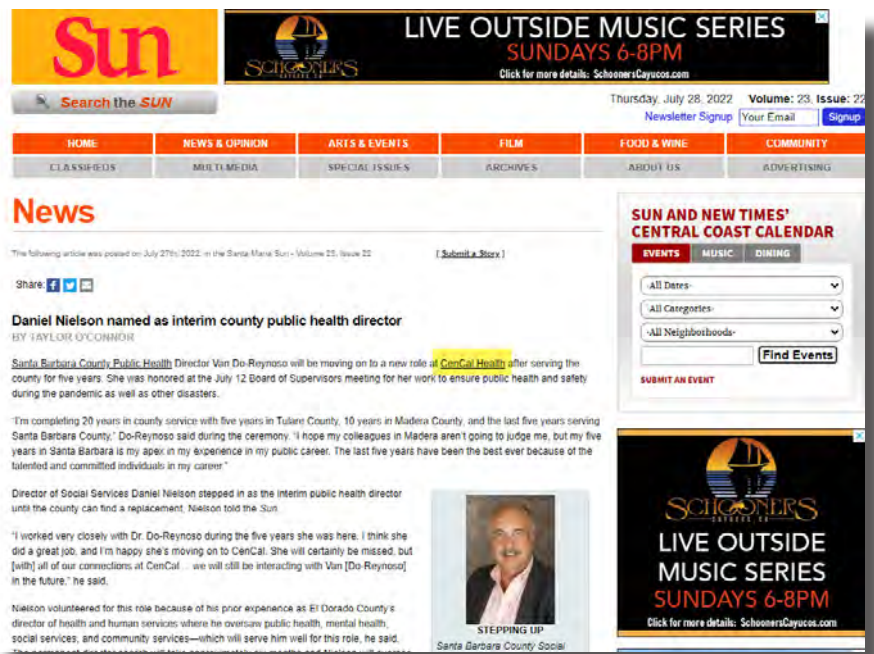 Sun
SCHOONERS
LIVE OUTSIDE MUSIC SERIES
SUNDAYS 6-8PM
Click for more details: SchoonersCayucos.com
Search the SUN
Thursday, July 28, 2022 Volume: 23, Issue: 22
Newsletter Signup Your Email Signup
HOME NEWS & OPINION ARTS & EVENTS FILM FOOD & WINE COMMUNITY
CLASSIFIEDS MULTI-MEDIA SPECIAL ISSUES ARCHIVES ABOUT US ADVERTISING
News
The following article was posted on July 27th, 2022, in the Santa Maria Sun - Volume 23, Issue 22 [ Submit a Story ]
Share:
Daniel Nielson named as interim county public health director
BY TAYLOR O'CONNOR
Santa Barbara County Public Health Director Van Do-Reynoso will be moving on to a new role at CenCal Health after serving the
county for five years. She was honored at the July 12 Board of Supervisors meeting for her work to ensure public health and safety
during the pandemic as well as other disasters.
"I'm completing 20 years in county service with five years in Tulare County, 10 years in Madera County, and the last five years serving
Santa Barbara County," Do-Reynoso said during the ceremony. "I hope my colleagues in Madera aren't going to judge me, but my five
years in Santa Barbara is my apex in my experience in my public career. The last five years have been the best ever because of the
talented and committed individuals in my career."
Director of Social Services Daniel Nielson stepped in as the interim public health director
until the county can find a replacement, Nielson told the Sun.
"I worked very closely with Dr. Do-Reynoso during the five years she was here. I think she
did a great job, and I'm happy she's moving on to CenCal. She will certainly be missed, but
[with] all of our connections at CenCal ... we will still be interacting with Van [Do-Reynoso]
in the future," he said.
Nielson volunteered for this role because of his prior experience as El Dorado County's
director of health and human services where he oversaw public health, mental health,
social services, and community services—which will serve him well for this role, he said.
STEPPING UP
Santa Barbara County Social
SUN AND NEW TIMES'
CENTRAL COAST CALENDAR
EVENTS MUSIC DINING
-All Dates-
-All Categories-
-All Neighborhoods-
Find Events
SUBMIT AN EVENT
SCHOONERS
CAYUCOS, CA
LIVE OUTSIDE
MUSIC SERIES
SUNDAYS 6-8PM
Click for more details: SchoonersCayucos.com